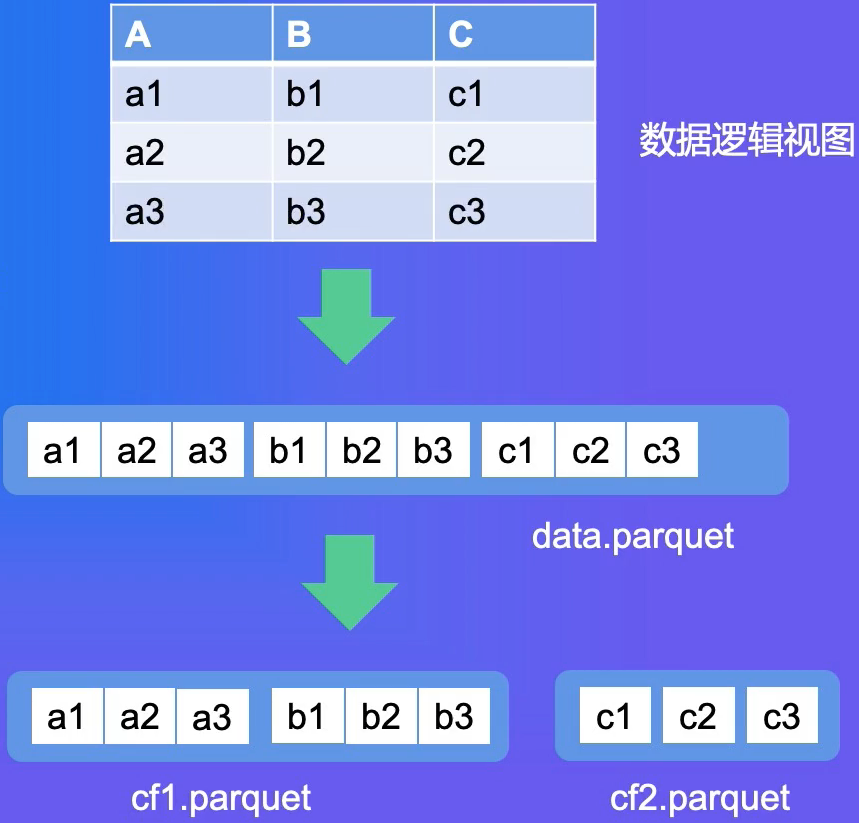 A B C
a1 b1 c1
数据逻辑视图
a2 b2 c2
a3 b3 c3
a1 a2 a3 b1 b2 b3 c1 c2 c3
data.parquet
a1 a2 a3 b1 b2 b3 c1 c2 c3
cf1.parquet cf2.parquet